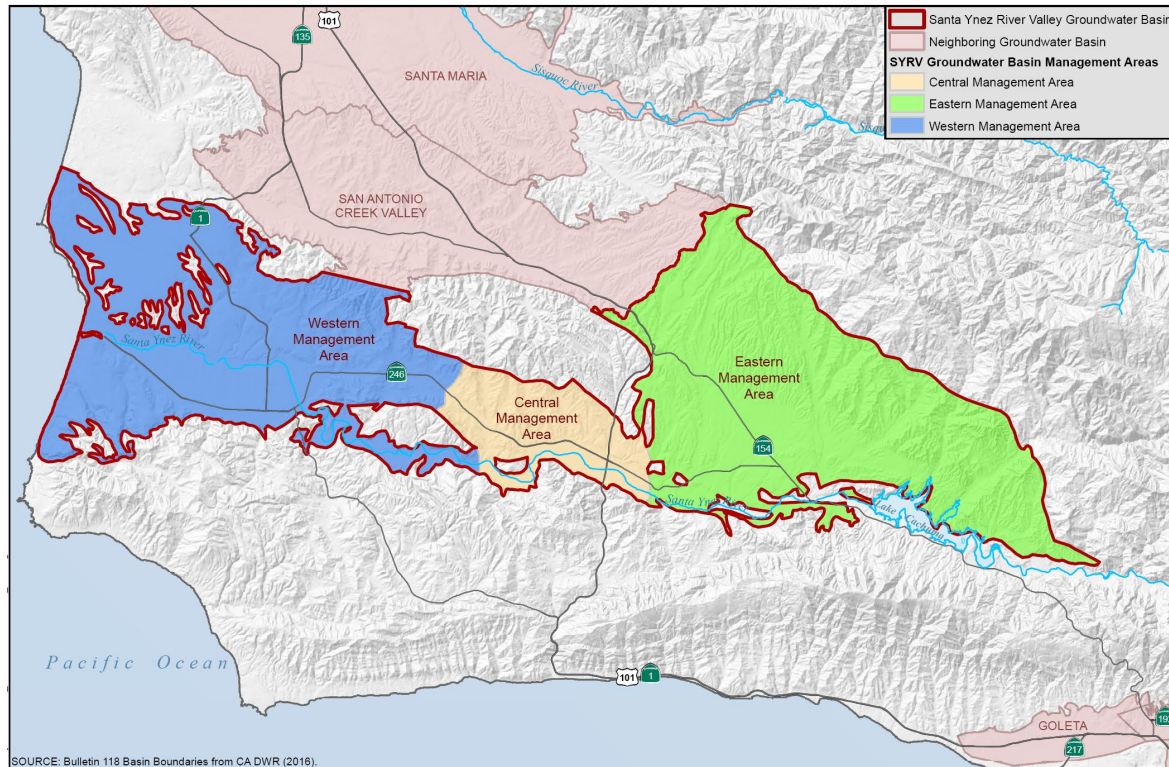 Santa Ynez River Valley Groundwater Basin
Neighboring Groundwater Basin
SYRV Groundwater Basin Management Areas
Central Management Area
Eastern Management Area
Western Management Area
101
135
SANTA MARIA
Sisquoc River
SAN ANTONIO
CREEK VALLEY
1
Western
Management
Area
Santa Ynez River
246
Central
Management
Area
Eastern
Management
Area
154
Santa Ynez River
Lake Cachuma
Pacific Ocean
101
1
GOLETA
217
SOURCE: Bulletin 118 Basin Boundaries from CA DWR (2016).